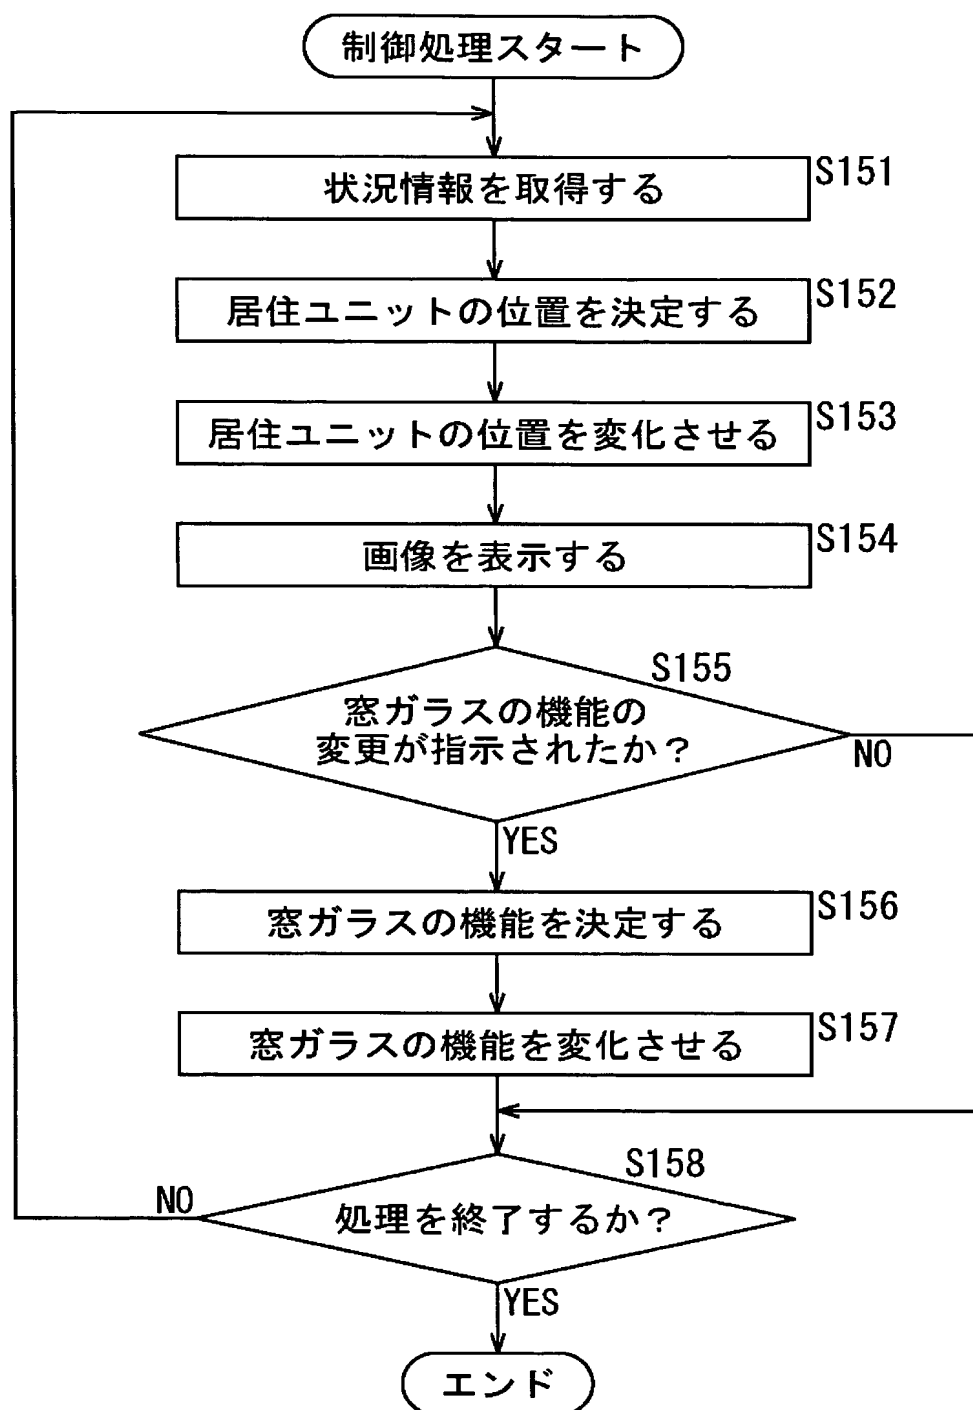 制御処理スタート
状況情報を取得する
S151
居住ユニットの位置を決定する
S152
居住ユニットの位置を変化させる
S153
画像を表示する
S154
S155
窓ガラスの機能の
変更が指示されたか？
NO
YES
窓ガラスの機能を決定する
S156
窓ガラスの機能を変化させる
S157
S158
NO
処理を終了するか？
YES
エンド